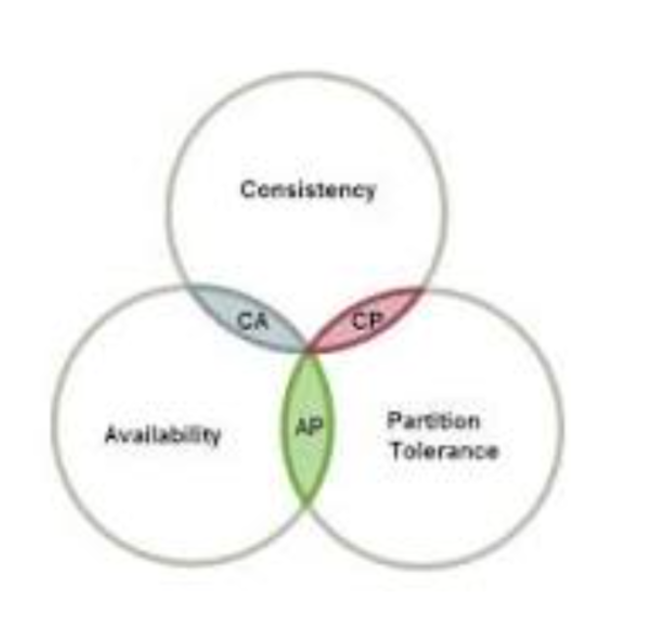 Consistency
CA
CP
Availability
AP
Partition
Tolerance